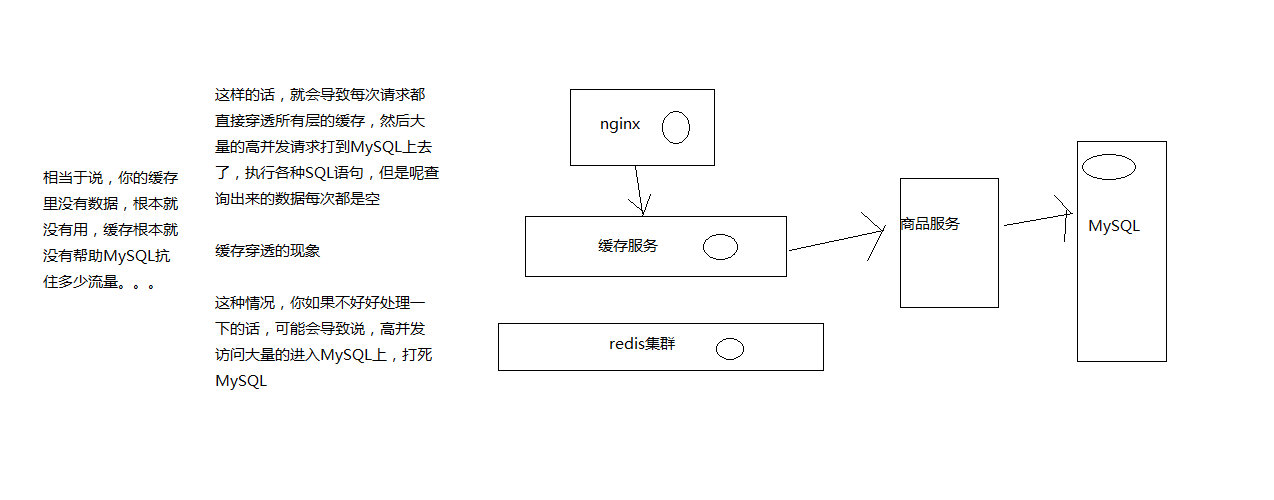 相当于说，你的缓存
里没有数据，根本就
没有用，缓存根本就
没有帮助MySQL抗
住多少流量。。。
这样的话，就会导致每次请求都
直接穿透所有层的缓存，然后大
量的高并发请求打到MySQL上去
了，执行各种SQL语句，但是呢查
询出来的数据每次都是空
缓存穿透的现象
这种情况，你如果不好好处理一
下的话，可能会导致说，高并发
访问大量的进入MySQL上，打死
MySQL
nginx
缓存服务
redis集群
商品服务
MySQL